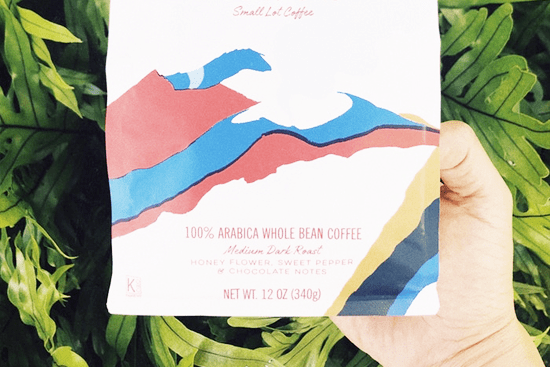 Small Lot Coffee
100% ARABICA WHOLE BEAN COFFEE
Medium Dark Roast
HONEY FLOWER, SWEET PEPPER
& CHOCOLATE NOTES
K
NET WT. 12 OZ (340g)